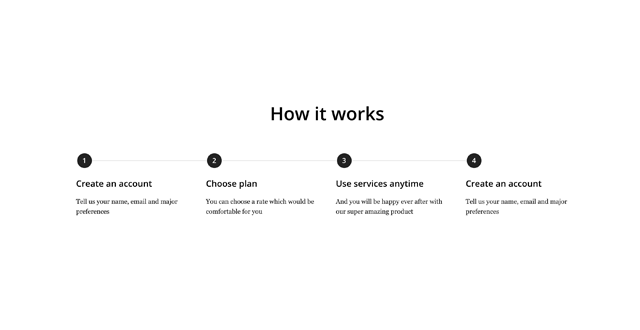 How it works
1
2
3
4
Create an account
Tell us your name, email and major
preferences
Choose plan
You can choose a rate which would be
comfortable for you
Use services anytime
And you will be happy ever after with
our super amazing product
Create an account
Tell us your name, email and major
preferences